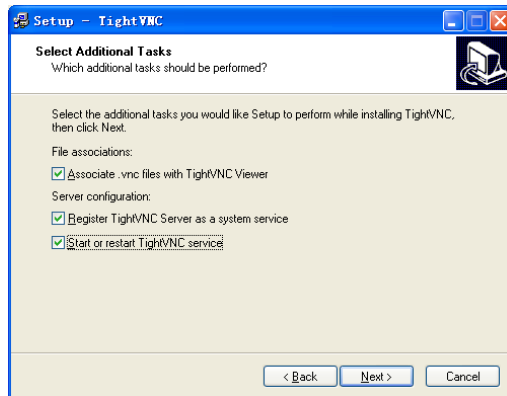 Setup - TightVNC
Select Additional Tasks
Which additional tasks should be performed?
Select the additional tasks you would like Setup to perform while installing TightVNC,
then click Next.
File associations:
Associate .vnc files with TightVNC Viewer
Server configuration:
Register TightVNC Server as a system service
Start or restart TightVNC service
< Back
Next >
Cancel